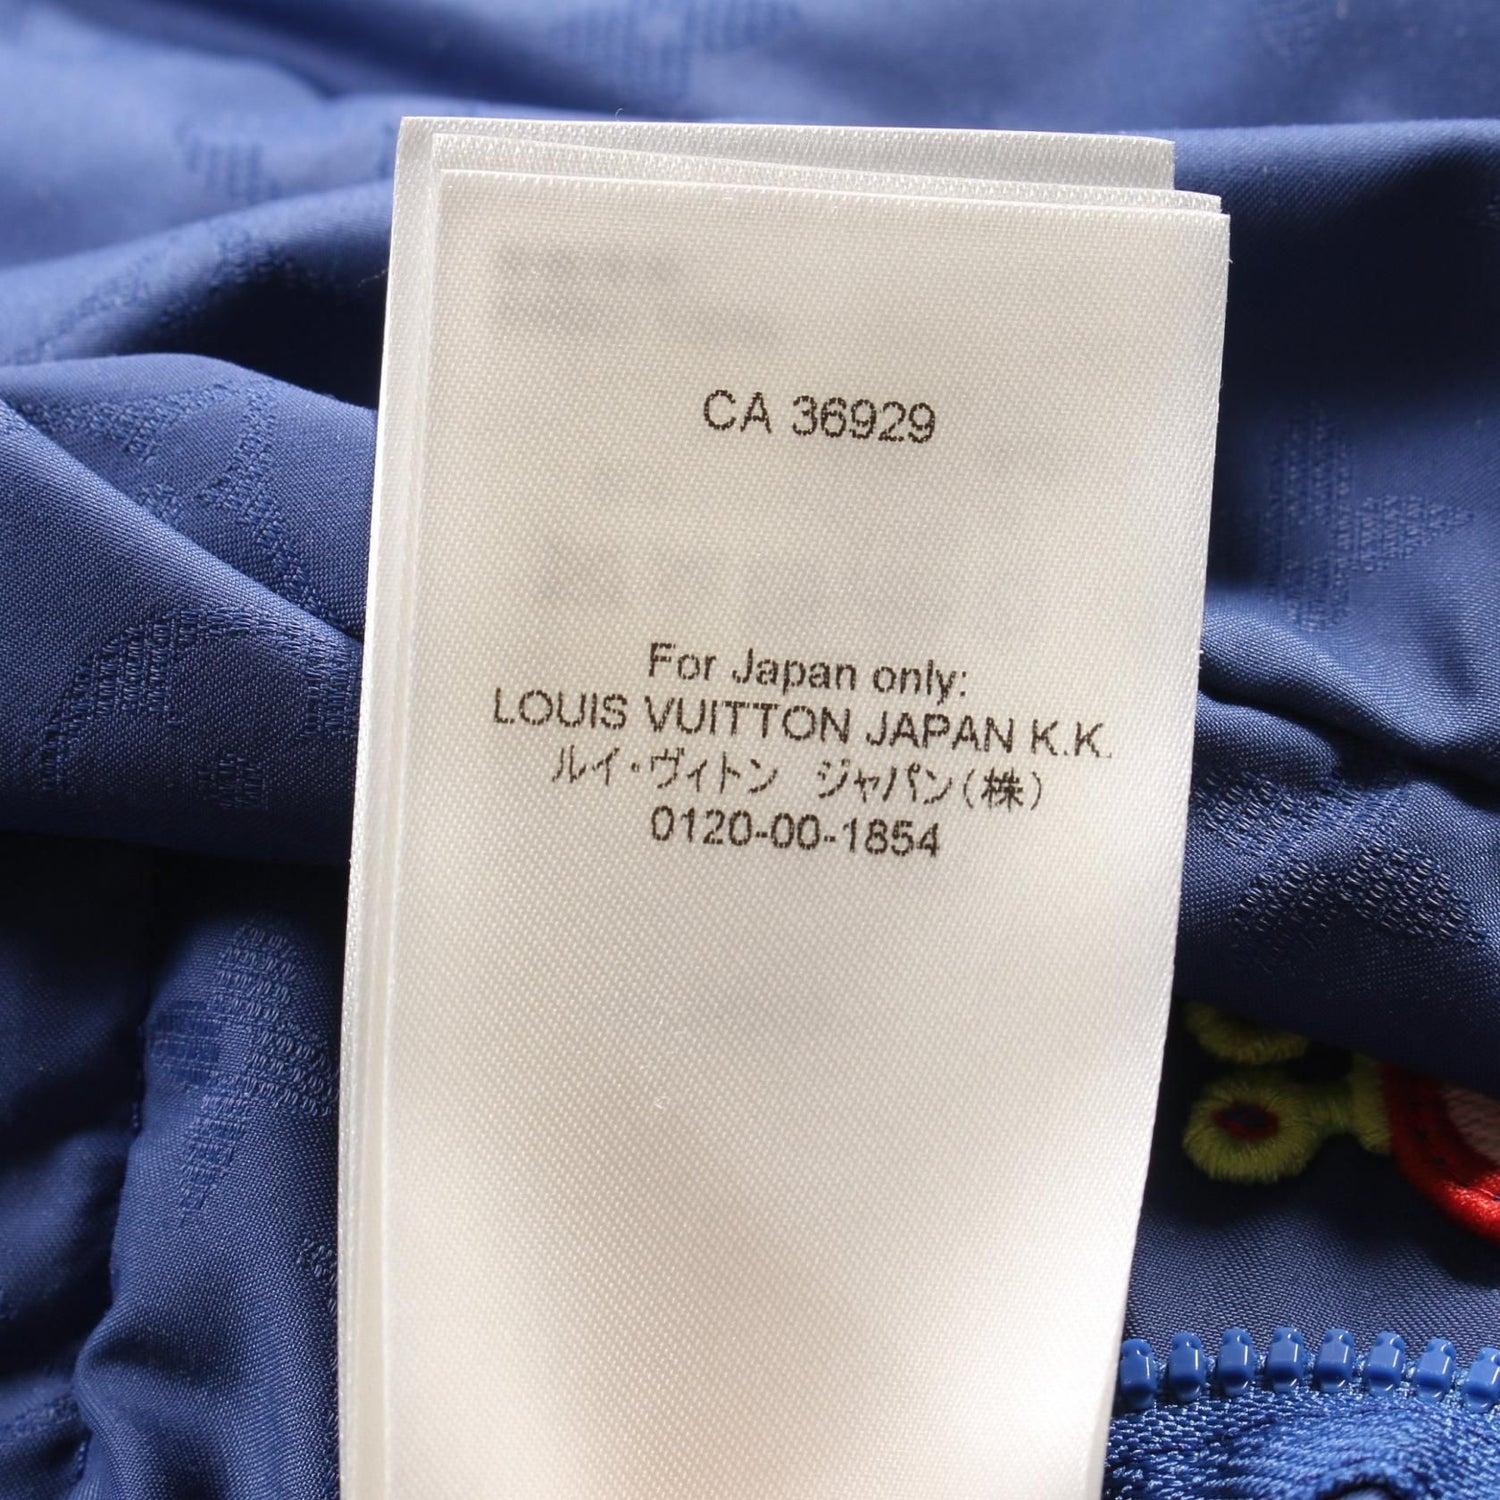 CA 36929
For Japan only:
LOUIS VUITTON JAPAN K.K.
ルイ・ヴィトン ジャパン(株)
0120-00-1854